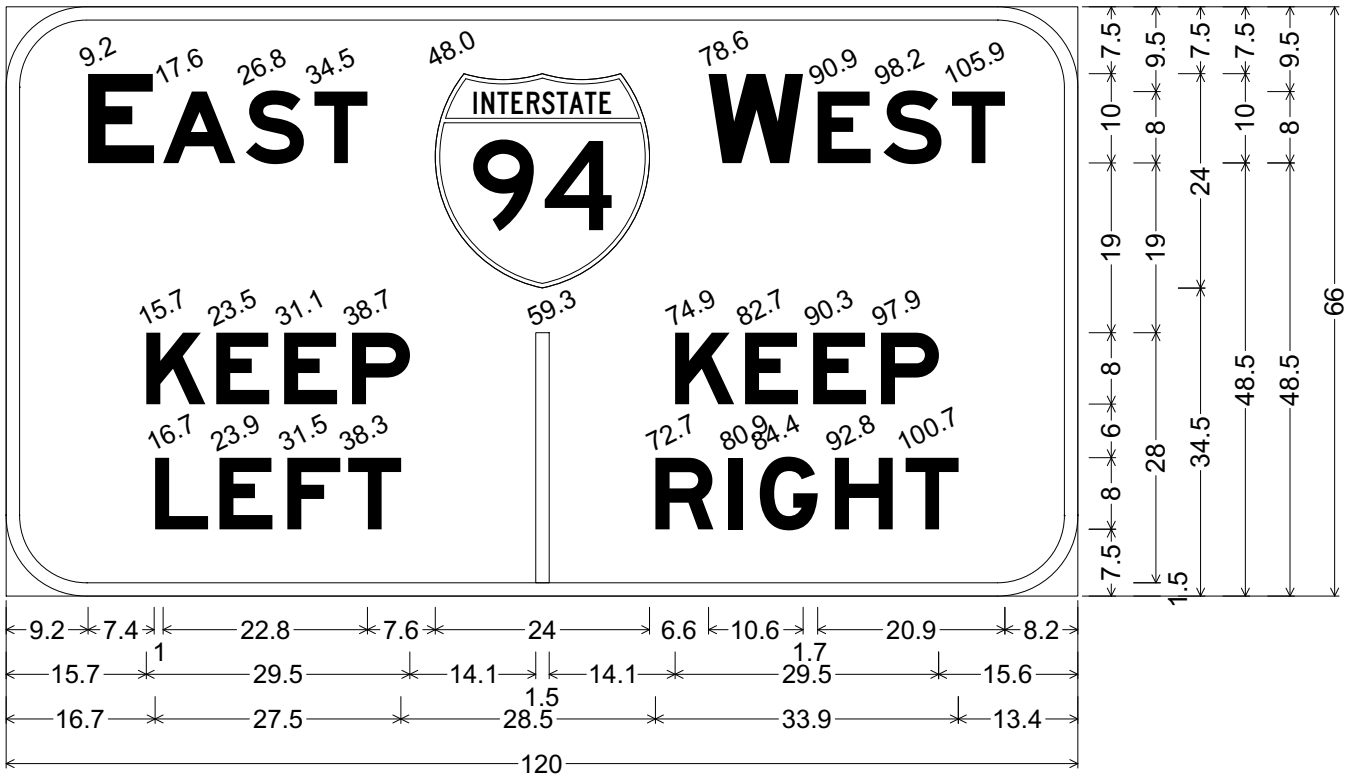 9.2 17.6 26.8 34.5 48.0 78.6 90.9 98.2 105.9
EAST INTERSTATE 94 WEST
15.7 23.5 31.1 38.7 59.3 74.9 82.7 90.3 97.9
KEEP KEEP
16.7 23.9 31.5 38.3 72.7 80.9 84.4 92.8 100.7
LEFT RIGHT
7.5 9.5 7.5 7.5 9.5
10 8 24 10 8
19 19
8 6 8 7.5
28 1.5
34.5 48.5 48.5
66
9.2 7.4 1 22.8 7.6 24 6.6 10.6 1.7 20.9 8.2
15.7 29.5 14.1 1.5 14.1 29.5 15.6
16.7 27.5 28.5 33.9 13.4
120